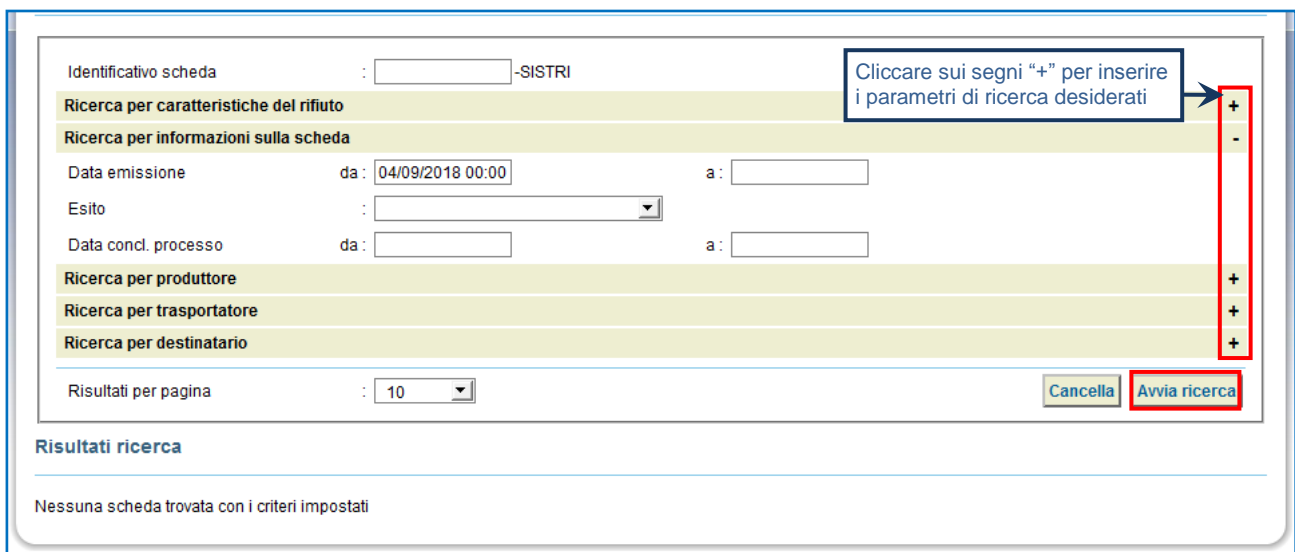 Identificativo scheda : -SISTRI
Cliccare sui segni “+” per inserire
i parametri di ricerca desiderati
Ricerca per caratteristiche del rifiuto +
Ricerca per informazioni sulla scheda -
Data emissione da : 04/09/2018 00:00 a :
Esito :
Data concl. processo da : a :
Ricerca per produttore +
Ricerca per trasportatore +
Ricerca per destinatario +
Risultati per pagina : 10 Cancella Avvia ricerca
Risultati ricerca
Nessuna scheda trovata con i criteri impostati